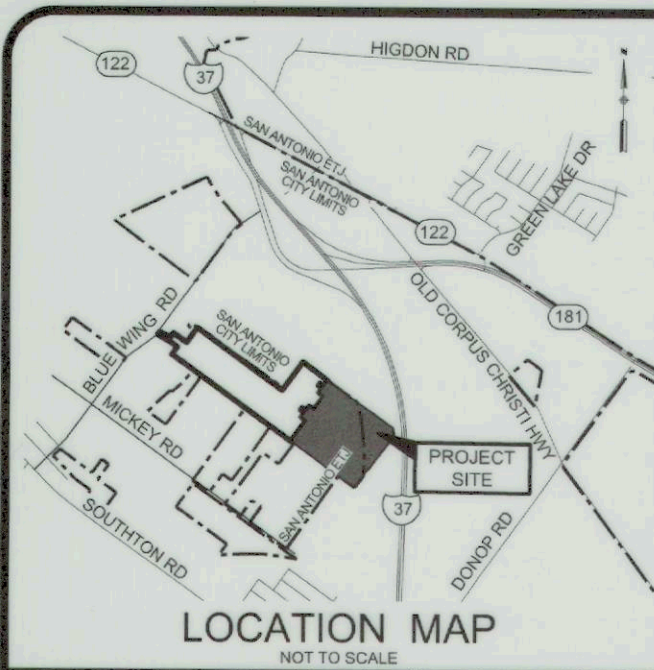 HIGDON RD
122
37
N
SAN ANTONIO ETJ
SAN ANTONIO
CITY LIMITS
GREEN LAKE DR
122
OLD CORPUS CHRISTI HWY
181
BLUE WING RD
SAN ANTONIO
CITY LIMITS
MICKEY RD
SAN ANTONIO ETJ
PROJECT
SITE
37
SOUTHTON RD
DONOP RD
LOCATION MAP
NOT TO SCALE